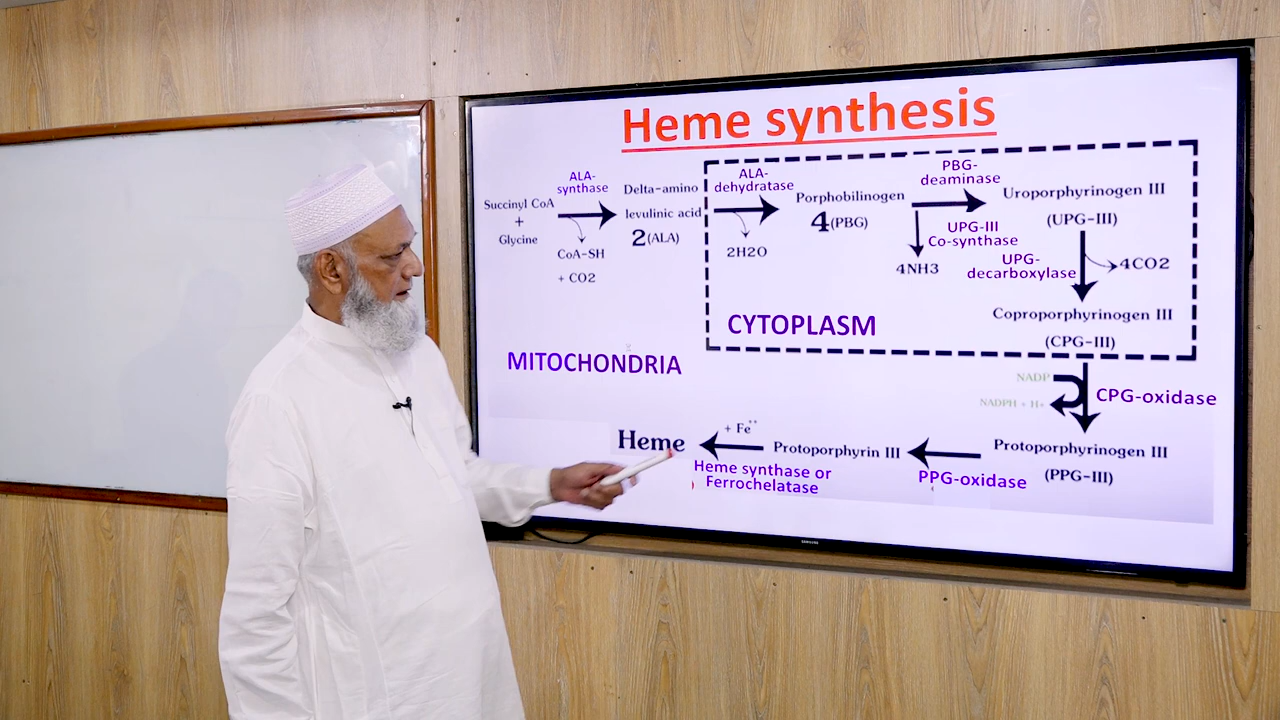 Heme synthesis
Succinyl CoA
+
Glycine
ALA-
synthase
CoA-SH
+ CO2
Delta-amino
levulinic acid
2(ALA)
ALA-
dehydratase
2H2O
Porphobilinogen
4(PBG)
PBG-
deaminase
UPG-III
Co-synthase
4NH3
Uroporphyrinogen III
(UPG-III)
UPG-
decarboxylase
4CO2
Coproporphyrinogen III
(CPG-III)
CYTOPLASM
MITOCHONDRIA
NADP
NADPH + H+
CPG-oxidase
Protoporphyrinogen III
(PPG-III)
PPG-oxidase
Protoporphyrin III
+ Fe++
Heme synthase or
Ferrochelatase
Heme
SAMSUNG